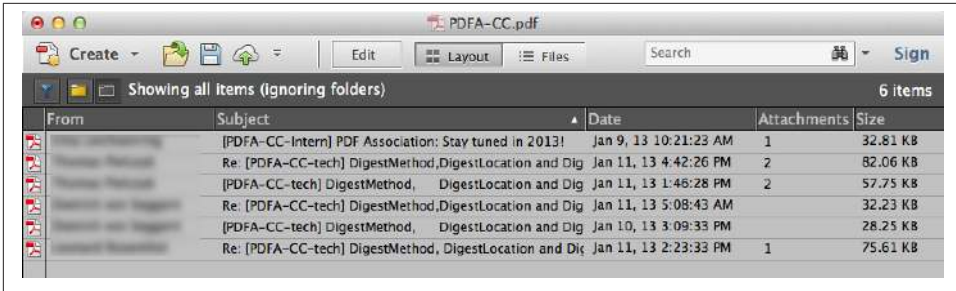 PDFA-CC.pdf
Create Edit Layout Files Search Sign
Showing all items (ignoring folders) 6 items
From Subject Date Attachments Size
[PDFA-CC-Intern] PDF Association: Stay tuned in 2013! Jan 9, 13 10:21:23 AM 1 32.81 KB
Re: [PDFA-CC-tech] DigestMethod,DigestLocation and Dig Jan 11, 13 4:42:26 PM 2 82.06 KB
[PDFA-CC-tech] DigestMethod, DigestLocation and Dig Jan 11, 13 1:46:28 PM 2 57.75 KB
Re: [PDFA-CC-tech] DigestMethod,DigestLocation and Dig Jan 11, 13 5:08:43 AM 32.23 KB
[PDFA-CC-tech] DigestMethod, DigestLocation and Dig Jan 10, 13 3:09:33 PM 28.25 KB
Re: [PDFA-CC-tech] DigestMethod, DigestLocation and Dig Jan 11, 13 2:23:33 PM 1 75.61 KB